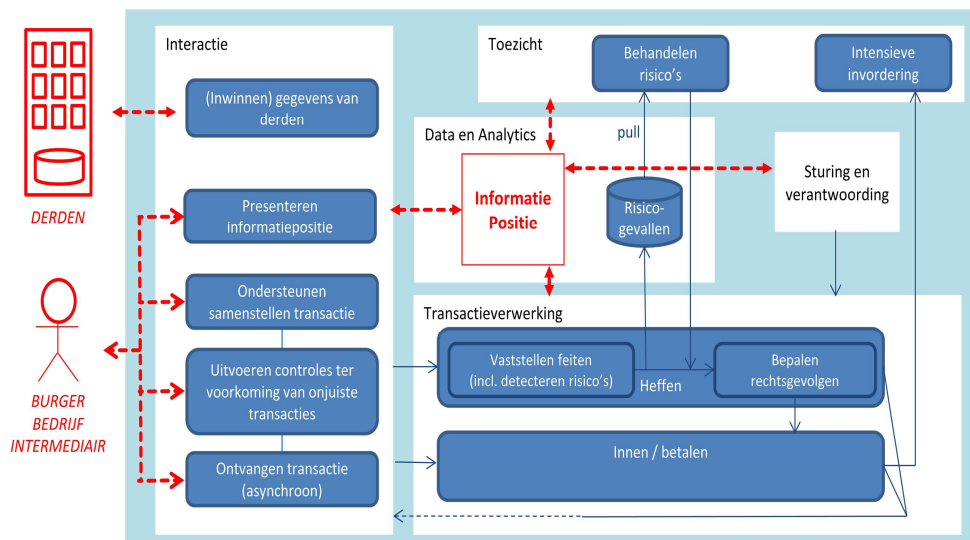 DERDEN
BURGER
BEDRIJF
INTERMEDIAIR
Interactie
(Inwinnen) gegevens van
derden
Presenteren
informatiepositie
Ondersteunen
samenstellen transactie
Uitvoeren controles ter
voorkoming van onjuiste
transacties
Ontvangen transactie
(asynchroon)
Toezicht
Behandelen
risico's
Intensieve
invordering
Data en Analytics
pull
Informatie
Positie
Risico-
gevallen
Sturing en
verantwoording
Transactieverwerking
Vaststellen feiten
(incl. detecteren risico's)
Heffen
Bepalen
rechtsgevolgen
Innen / betalen